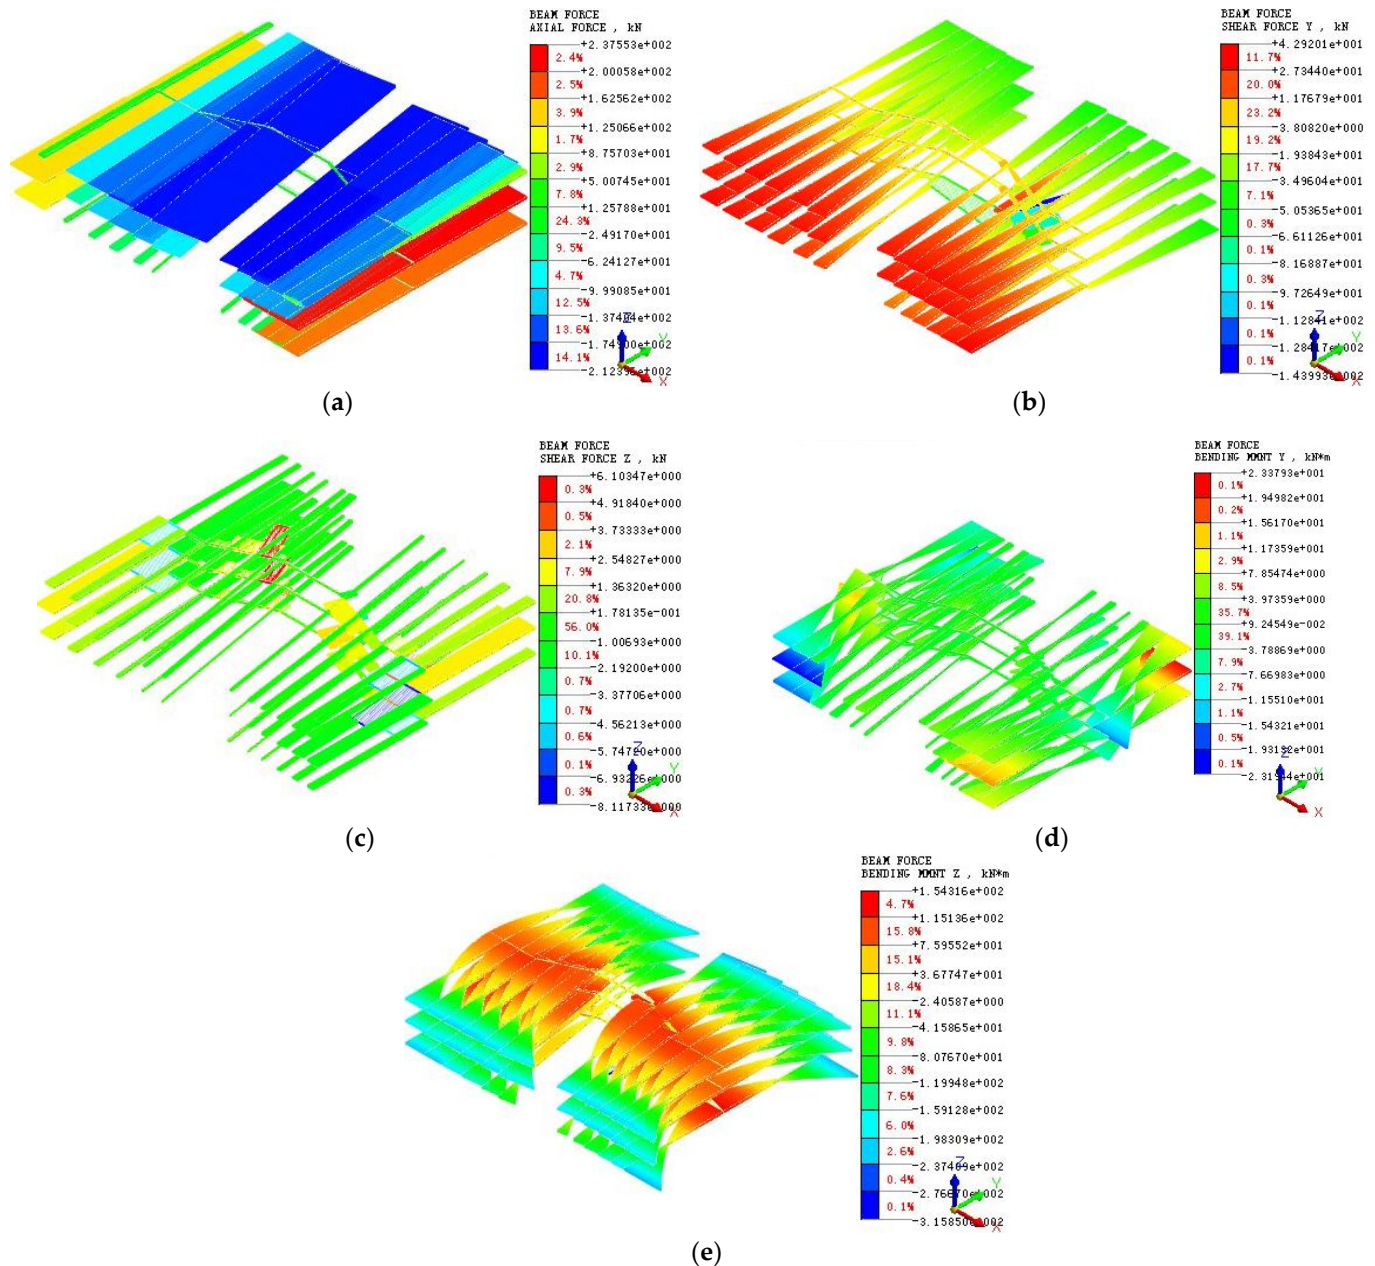 BEAM FORCE
AXIAL FORCE , kN
+2.37553e+002
2.4%
+2.00058e+002
2.5%
+1.62562e+002
3.9%
+1.25066e+002
1.7%
+8.75703e+001
2.9%
+5.00745e+001
7.8%
+1.25788e+001
24.3%
-2.49170e+001
9.5%
-6.24127e+001
4.7%
-9.99085e+001
12.5%
13.6%
14.1%
Z
Y
X
(a)
BEAM FORCE
SHEAR FORCE Y , kN
+4.29201e+001
11.7%
+2.73440e+001
20.0%
+1.17679e+001
23.2%
-3.80820e+000
19.2%
-1.93843e+001
17.7%
-3.49604e+001
7.1%
-5.05365e+001
0.3%
-6.61126e+001
0.1%
-8.16887e+001
0.3%
-9.72649e+001
0.1%
0.1%
0.1%
Z
Y
X
(b)
BEAM FORCE
SHEAR FORCE Z , kN
+6.10347e+000
0.3%
+4.91840e+000
0.5%
+3.73333e+000
2.1%
+2.54827e+000
7.9%
+1.36320e+000
20.8%
+1.78135e-001
56.0%
-1.00693e+000
10.1%
-2.19200e+000
0.7%
-3.37706e+000
0.7%
-4.56213e+000
0.6%
-5.74720e+000
0.1%
0.3%
Z
Y
X
(c)
BEAM FORCE
BENDING MMNT Y , kN*m
+2.33793e+001
0.1%
+1.94982e+001
0.2%
+1.56170e+001
1.1%
+1.17359e+001
2.9%
+7.85474e+000
8.5%
+3.97359e+000
35.7%
+9.24549e-002
39.1%
-3.78869e+000
7.9%
-7.66983e+000
2.7%
-1.15510e+001
1.1%
-1.54321e+001
0.5%
0.1%
Z
Y
X
(d)
BEAM FORCE
BENDING MMNT Z , kN*m
+1.54316e+002
4.7%
+1.15136e+002
15.8%
+7.59552e+001
15.1%
+3.67747e+001
18.4%
-2.40587e+000
11.1%
-4.15865e+001
9.8%
-8.07670e+001
8.3%
-1.19948e+002
7.6%
-1.59128e+002
6.0%
-1.98309e+002
2.6%
0.4%
0.1%
Z
Y
X
(e)